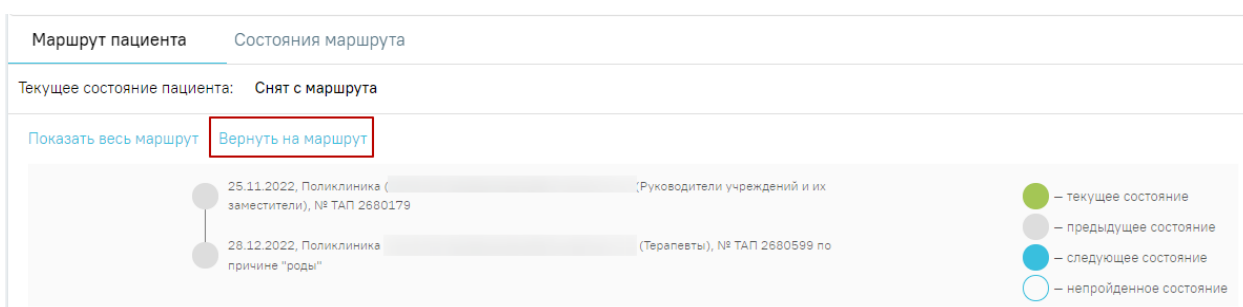 Маршрут пациента Состояния маршрута
Текущее состояние пациента: Снят с маршрута
Показать весь маршрут Вернуть на маршрут
25.11.2022, Поликлиника ( (Руководители учреждений и их
заместители), № ТАП 2680179
28.12.2022, Поликлиника (Терапевты), № ТАП 2680599 по
причине "роды"
— текущее состояние
— предыдущее состояние
— следующее состояние
— непройденное состояние